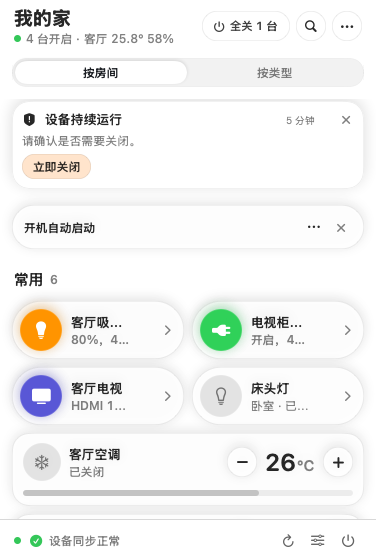 我的家
4 台开启 · 客厅 25.8° 58%
全关 1 台
按房间
按类型
设备持续运行
5 分钟
请确认是否需要关闭。
立即关闭
开机自动启动
常用 6
客厅吸...
80%，4...
电视柜...
开启，4...
客厅电视
HDMI 1...
床头灯
卧室 · 已...
客厅空调
已关闭
26°C
设备同步正常